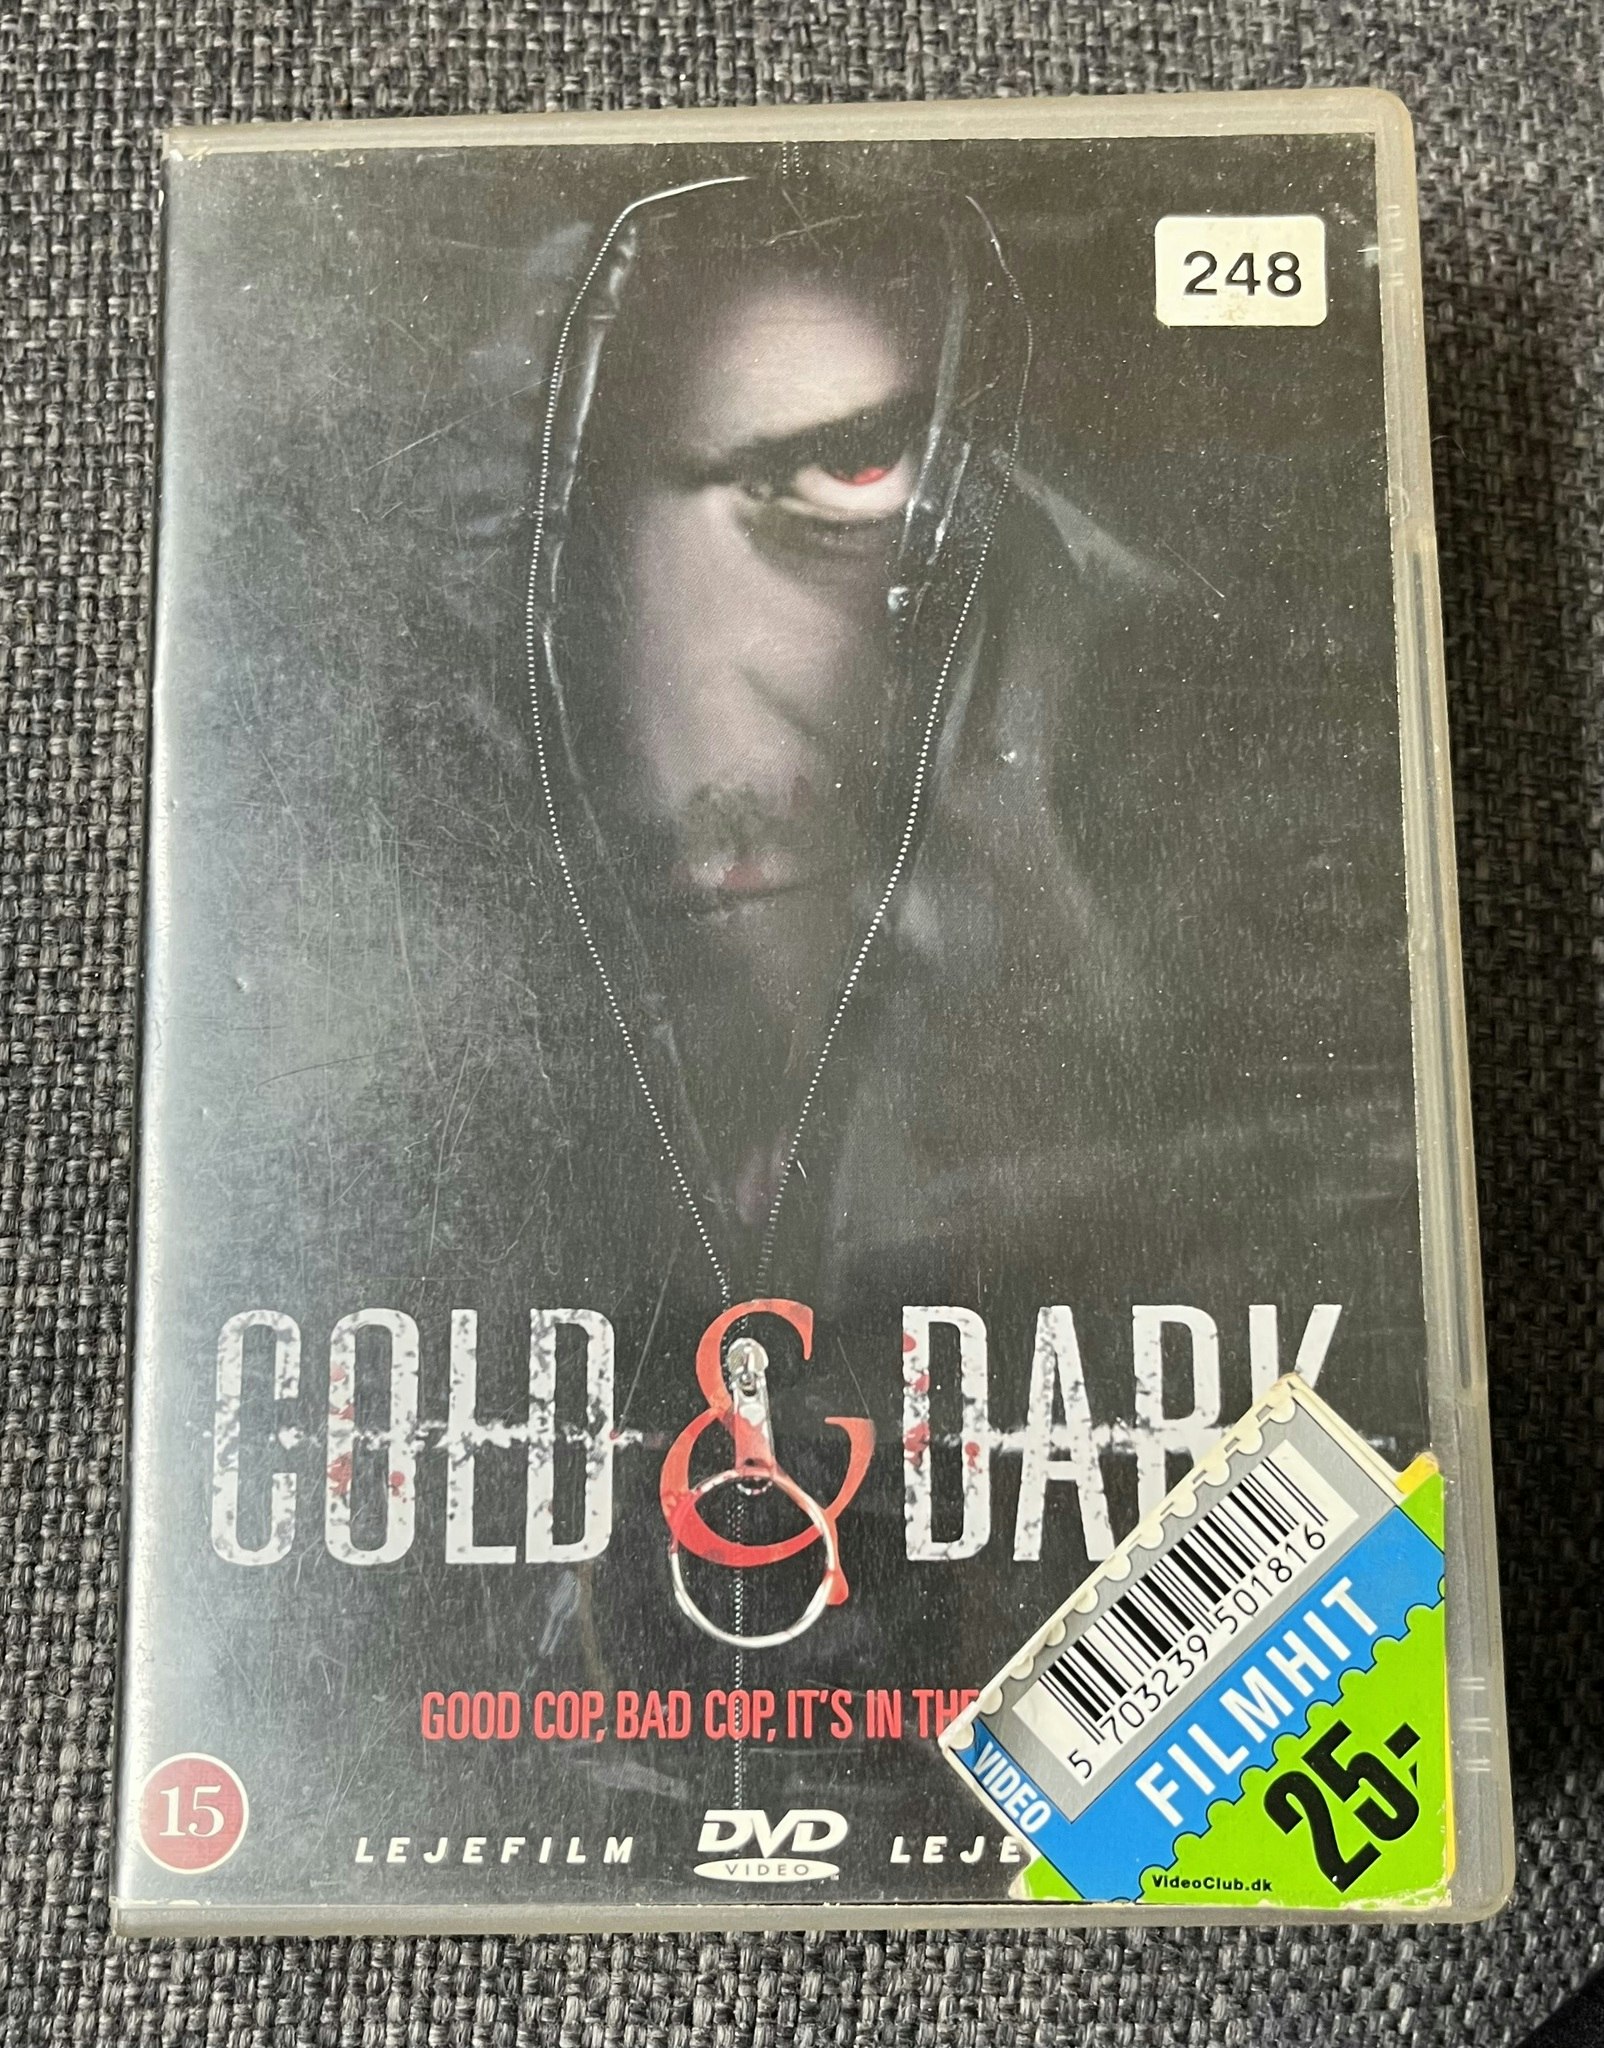 248
COLD & DARK
GOOD COP, BAD COP, IT'S IN THE
15
LEJEFILM
DVD
VIDEO
LEJE
5 703239 501816
VIDEO
FILMHIT
25.-
VideoClub.dk